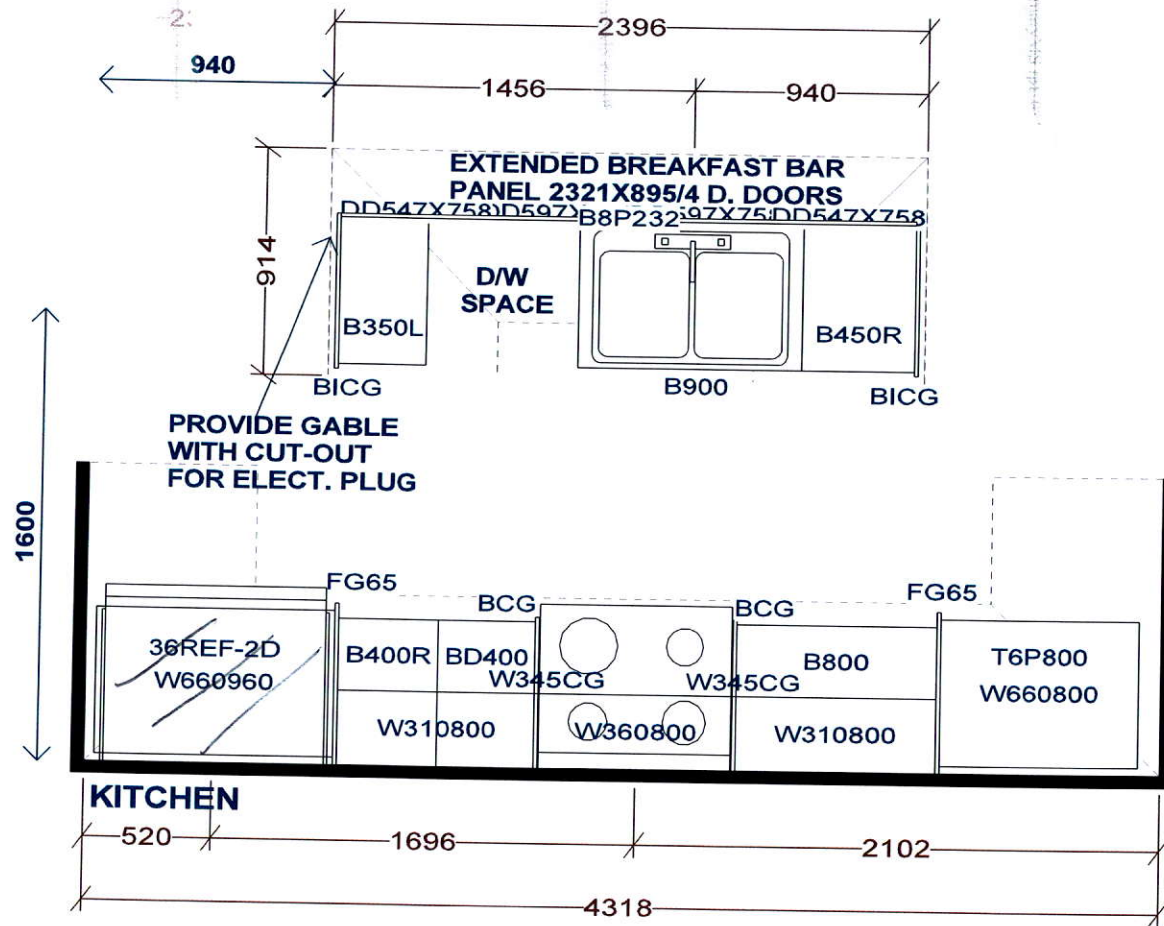 2396
940
1456
940
EXTENDED BREAKFAST BAR
PANEL 2321X895/4 D. DOORS
DD547X758
B8P232
DD547X758
914
D/W
SPACE
B350L
B450R
BICG
B900
BICG
PROVIDE GABLE
WITH CUT-OUT
FOR ELECT. PLUG
1600
FG65
BCG
BCG
FG65
36REF-2D
W660960
B400R
BD400
W345CG
W345CG
B800
T6P800
W660800
W310800
W360800
W310800
KITCHEN
520
1696
2102
4318